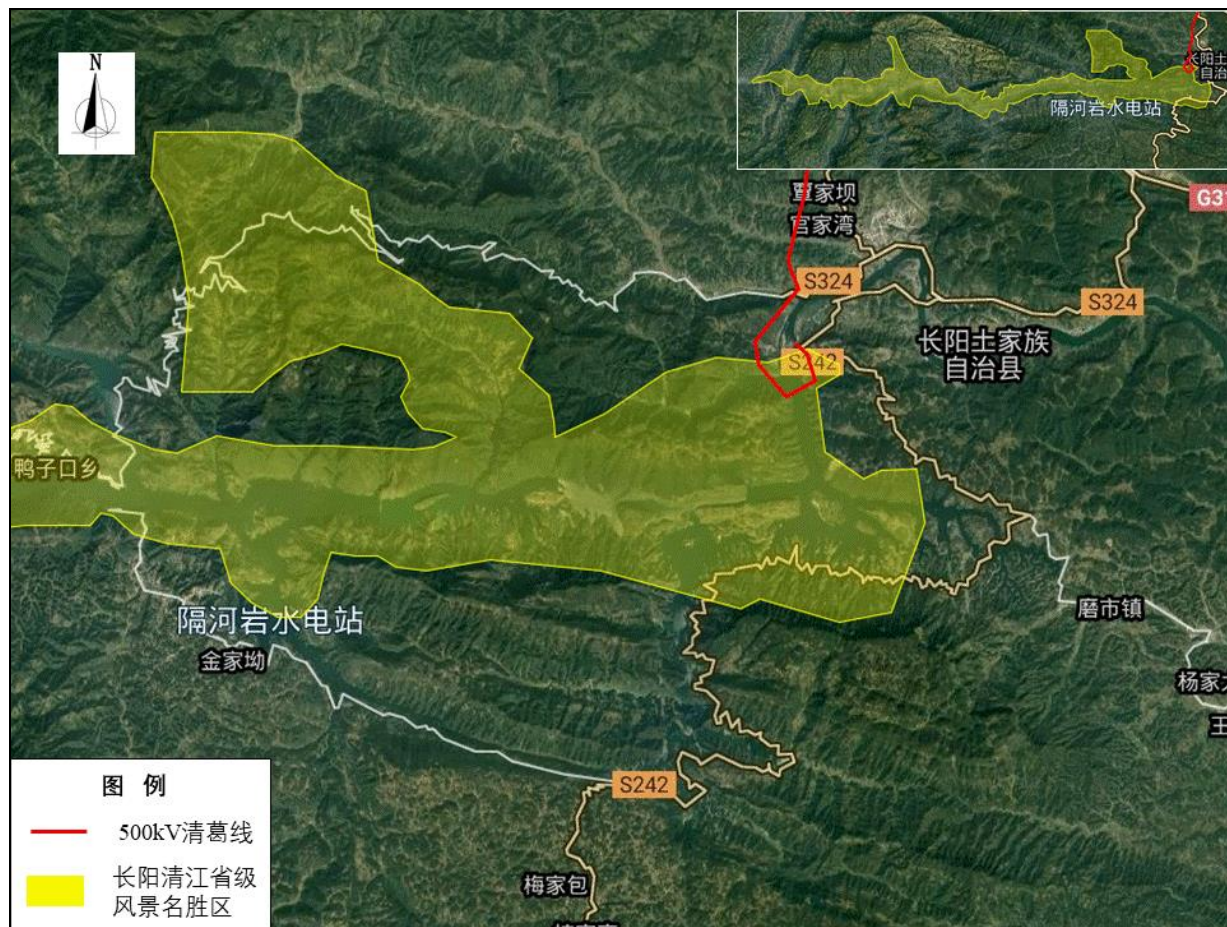 N
长阳土
自治
隔河岩水电站
覃家坝
官家湾
G31
S324
S324
长阳土家族
自治县
S242
鸭子口乡
隔河岩水电站
金家坳
磨市镇
杨家
王
S242
梅家包
图 例
500kV清葛线
长阳清江省级
风景名胜区